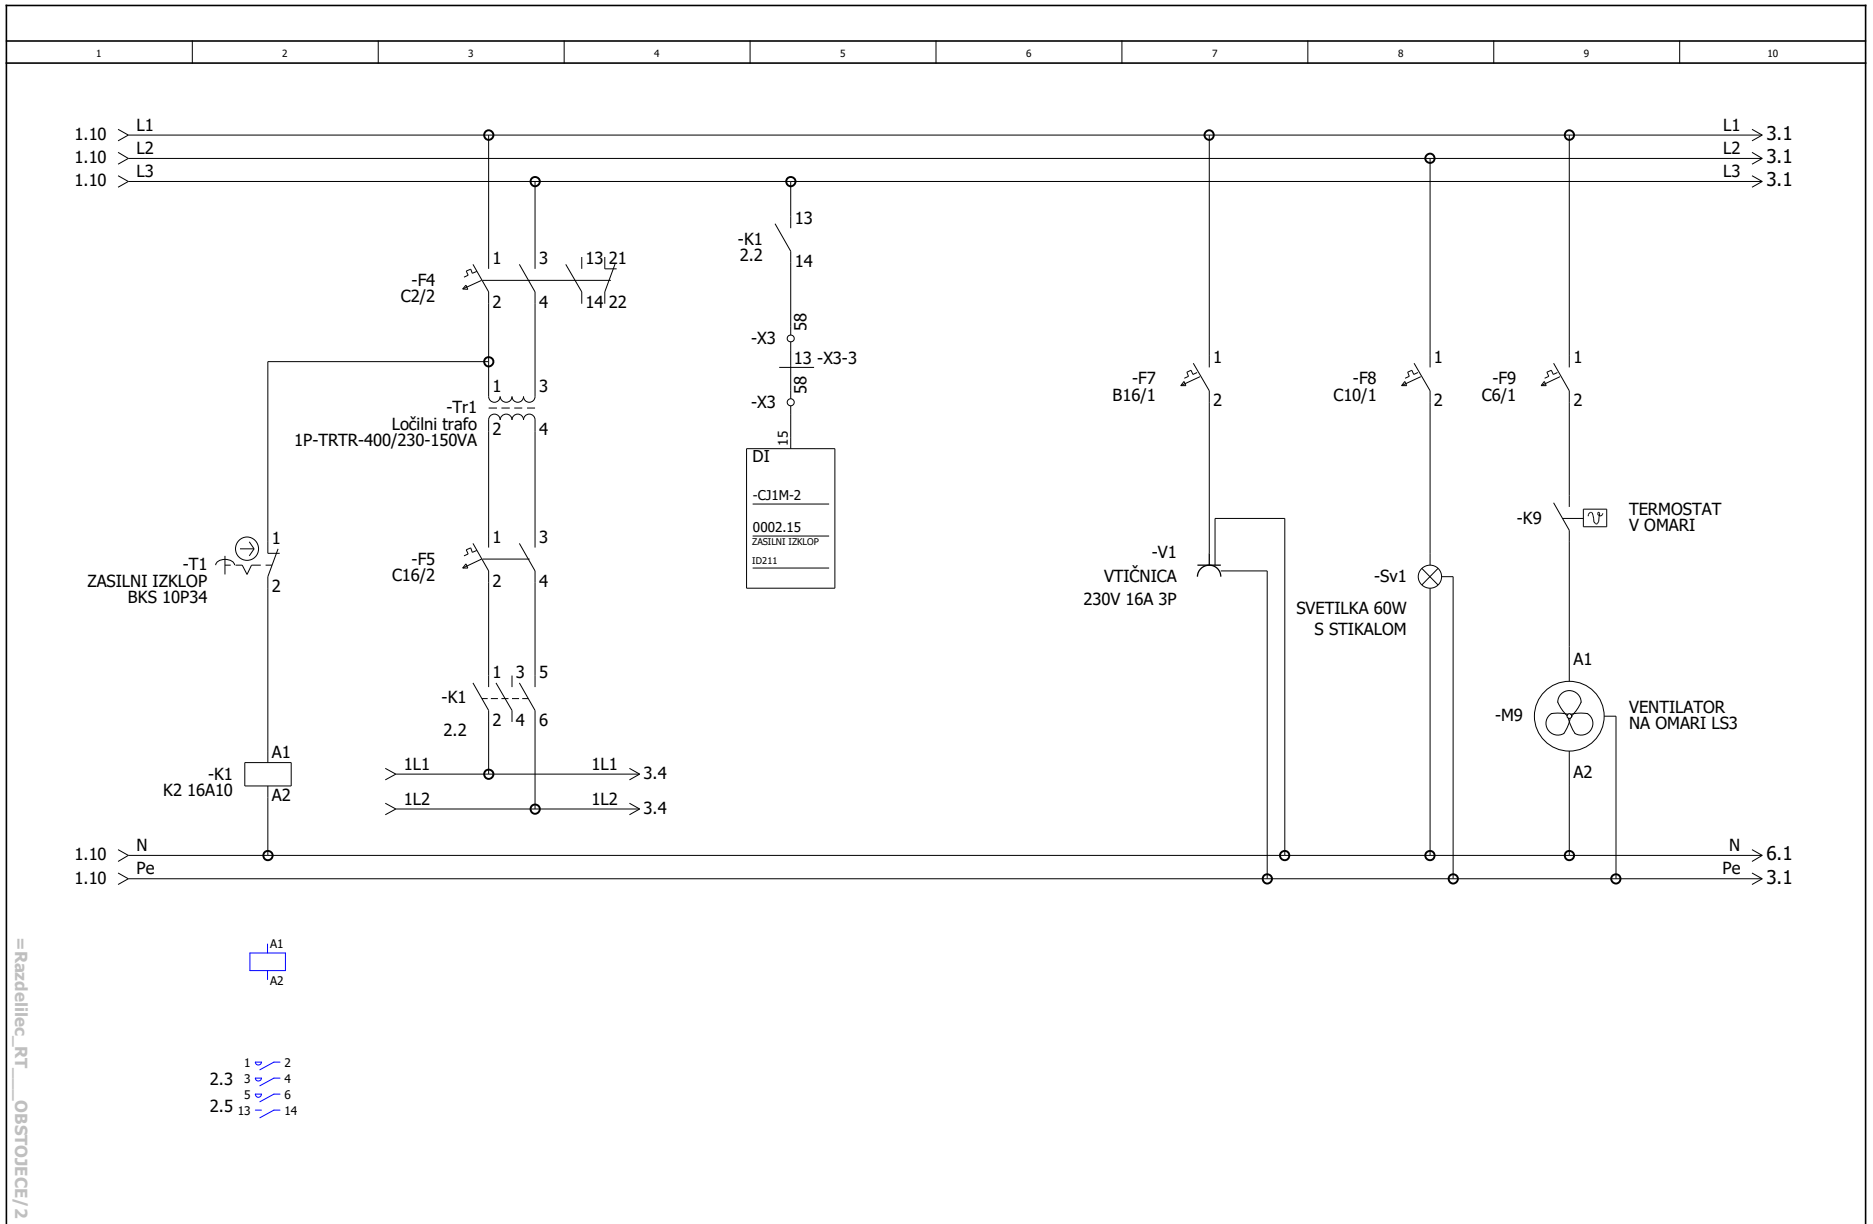 1 2 3 4 5 6 7 8 9 10
1.10 L1 L1 3.1
1.10 L2 L2 3.1
1.10 L3 L3 3.1
-F4
C2/2
1 3 13 21
2 4 14 22
-K1
2.2
13
14
-X3
58
13 -X3-3
58
-X3
15
DI
-CJ1M-2
0002.15
ZASILNI IZKLOP
ID211
1 3
-Tr1
Ločilni trafo
1P-TRTR-400/230-150VA
2 4
-F7
B16/1
1
2
-F8
C10/1
1
2
-F9
C6/1
1
2
-T1
ZASILNI IZKLOP
BKS 10P34
1
2
-F5
C16/2
1 3
2 4
-V1
VTIČNICA
230V 16A 3P
-Sv1
SVETILKA 60W
S STIKALOM
-K9
TERMOSTAT
V OMARI
-K1
2.2
1 3 5
2 4 6
A1
-M9
VENTILATOR
NA OMARI LS3
A2
-K1
K2 16A10
A1
A2
1L1 1L1 3.4
1L2 1L2 3.4
1.10 N N 6.1
1.10 Pe Pe 3.1
A1
A2
1 2
2.3 3 4
5 6
2.5 13 14
=Razdelilec_RT___OBSTOJECE/2